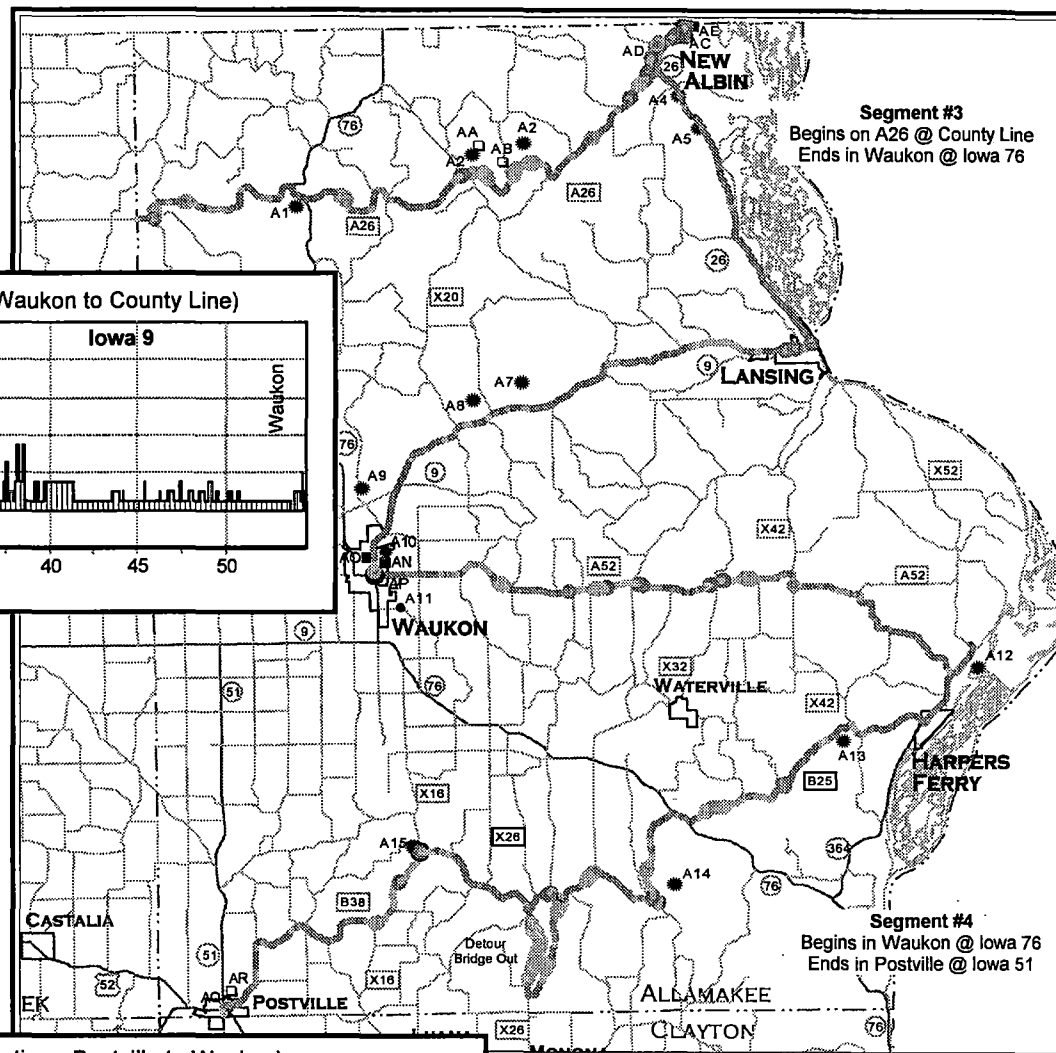 AE
AD
AC
26
NEW
ALBIN
A4
A5
Segment #3
Begins on A26 @ County Line
Ends in Waukon @ Iowa 76
76
AA
A2
AB
A2
A26
A1
A26
26
X20
Waukon to County Line)
Iowa 9
Waukon
40
45
50
9
LANSING
A7
A8
76
9
A9
X52
X42
A10
AN
AP
A52
A52
A11
WAUKON
9
X32
WATERVILLE
A12
51
76
X42
A13
HARPERS
FERRY
B25
X16
X26
A15
364
A14
76
B38
CASTALIA
Segment #4
Begins in Waukon @ Iowa 76
Ends in Postville @ Iowa 51
Detour
Bridge Out
51
52
AR
X16
AQ
POSTVILLE
EK
ALLAMAKEE
CLAYTON
X26
76
MONONA